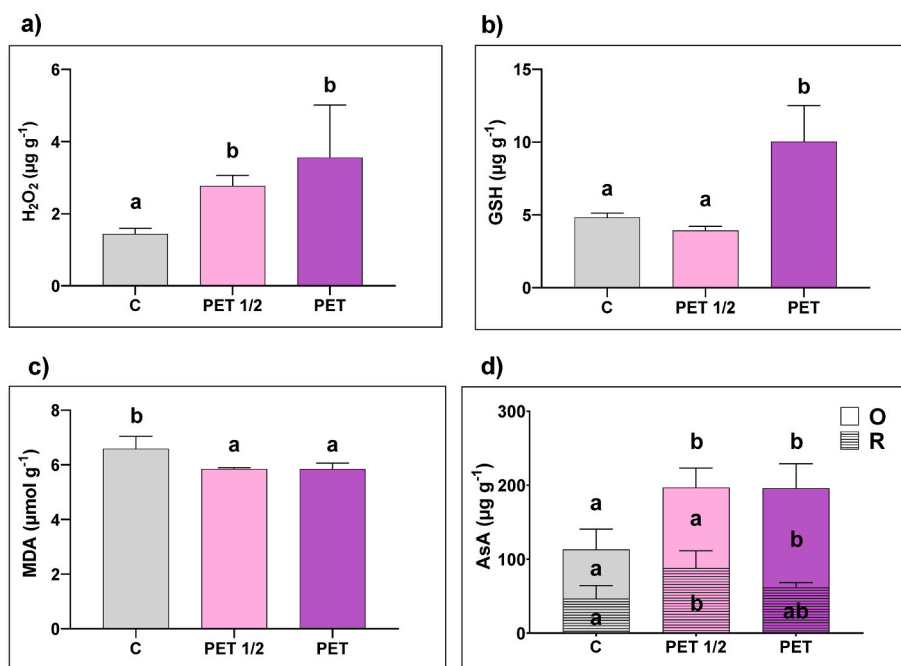 a)
H₂O₂ (µg g⁻¹)
6
4
2
0
a
b
b
C
PET 1/2
PET
b)
GSH (µg g⁻¹)
15
10
5
0
a
a
b
C
PET 1/2
PET
c)
MDA (µmol g⁻¹)
8
6
4
2
0
b
a
a
C
PET 1/2
PET
d)
AsA (µg g⁻¹)
300
200
100
0
O
R
a
b
b
a
a
b
a
b
ab
C
PET 1/2
PET